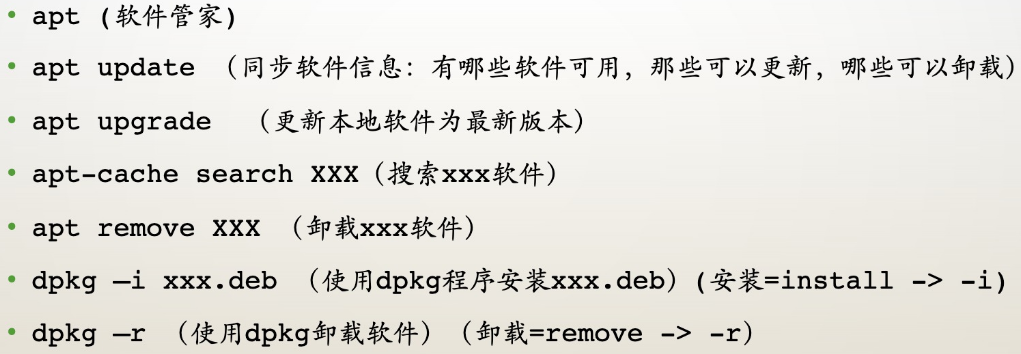 • apt (软件管家)
• apt update （同步软件信息：有哪些软件可用，那些可以更新，哪些可以卸载）
• apt upgrade （更新本地软件为最新版本）
• apt-cache search XXX（搜索xxx软件）
• apt remove XXX （卸载xxx软件）
• dpkg –i xxx.deb （使用dpkg程序安装xxx.deb）(安装=install -> -i)
• dpkg –r （使用dpkg卸载软件）（卸载=remove -> -r）